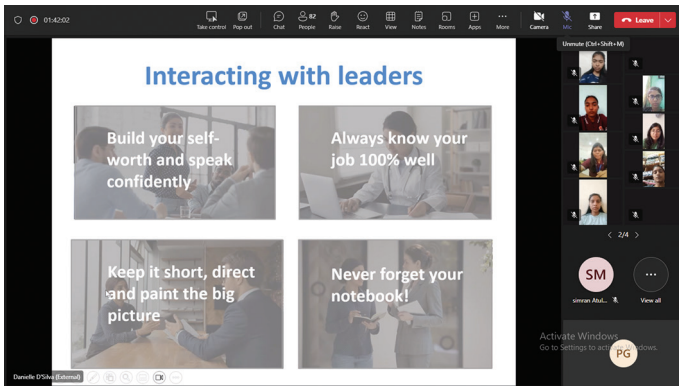 01:42:02
Take control Pop out Chat 82 People Raise React View Notes Rooms Apps More Camera Mic Share Leave
Unmute (Ctrl+Shift+M)
Interacting with leaders
Build your self-
worth and speak
confidently
Always know your
job 100% well
Keep it short, direct
and paint the big
picture
Never forget your
notebook!
2/4
SM
simran Atul...
View all
Activate Windows
Go to Settings to activate Windows.
PG
Danielle D'Silva (External)